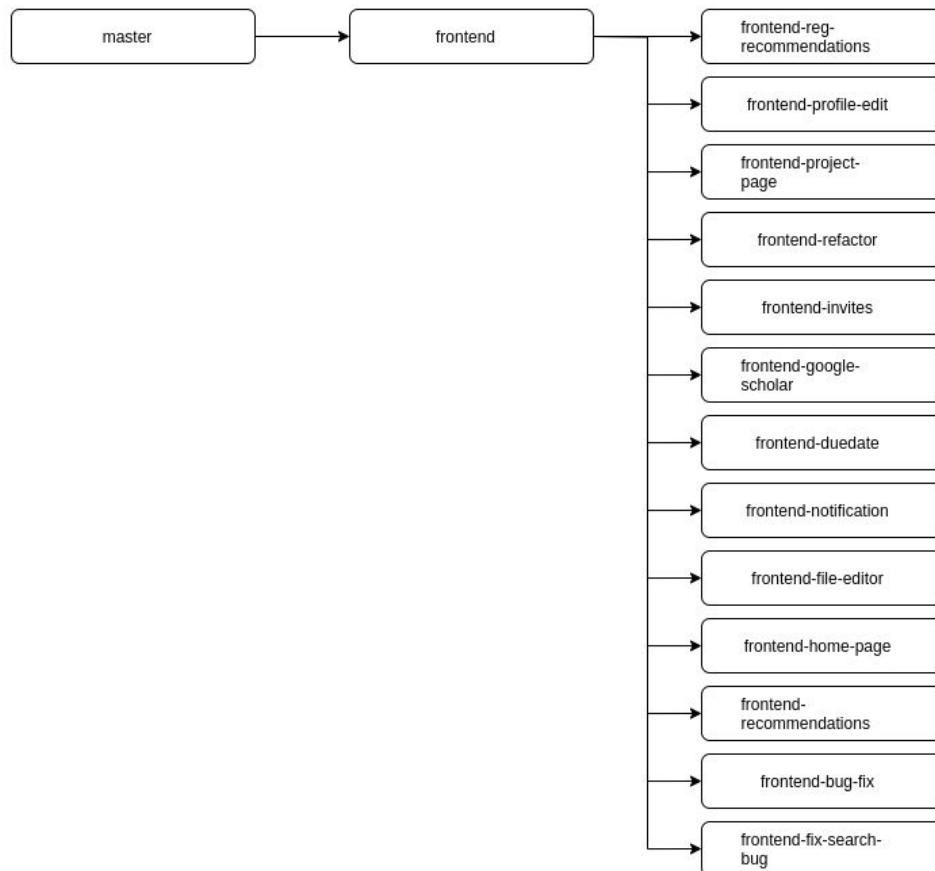 master
frontend
frontend-reg-
recommendations
frontend-profile-edit
frontend-project-
page
frontend-refactor
frontend-invites
frontend-google-
scholar
frontend-duedate
frontend-notification
frontend-file-editor
frontend-home-page
frontend-
recommendations
frontend-bug-fix
frontend-fix-search-
bug